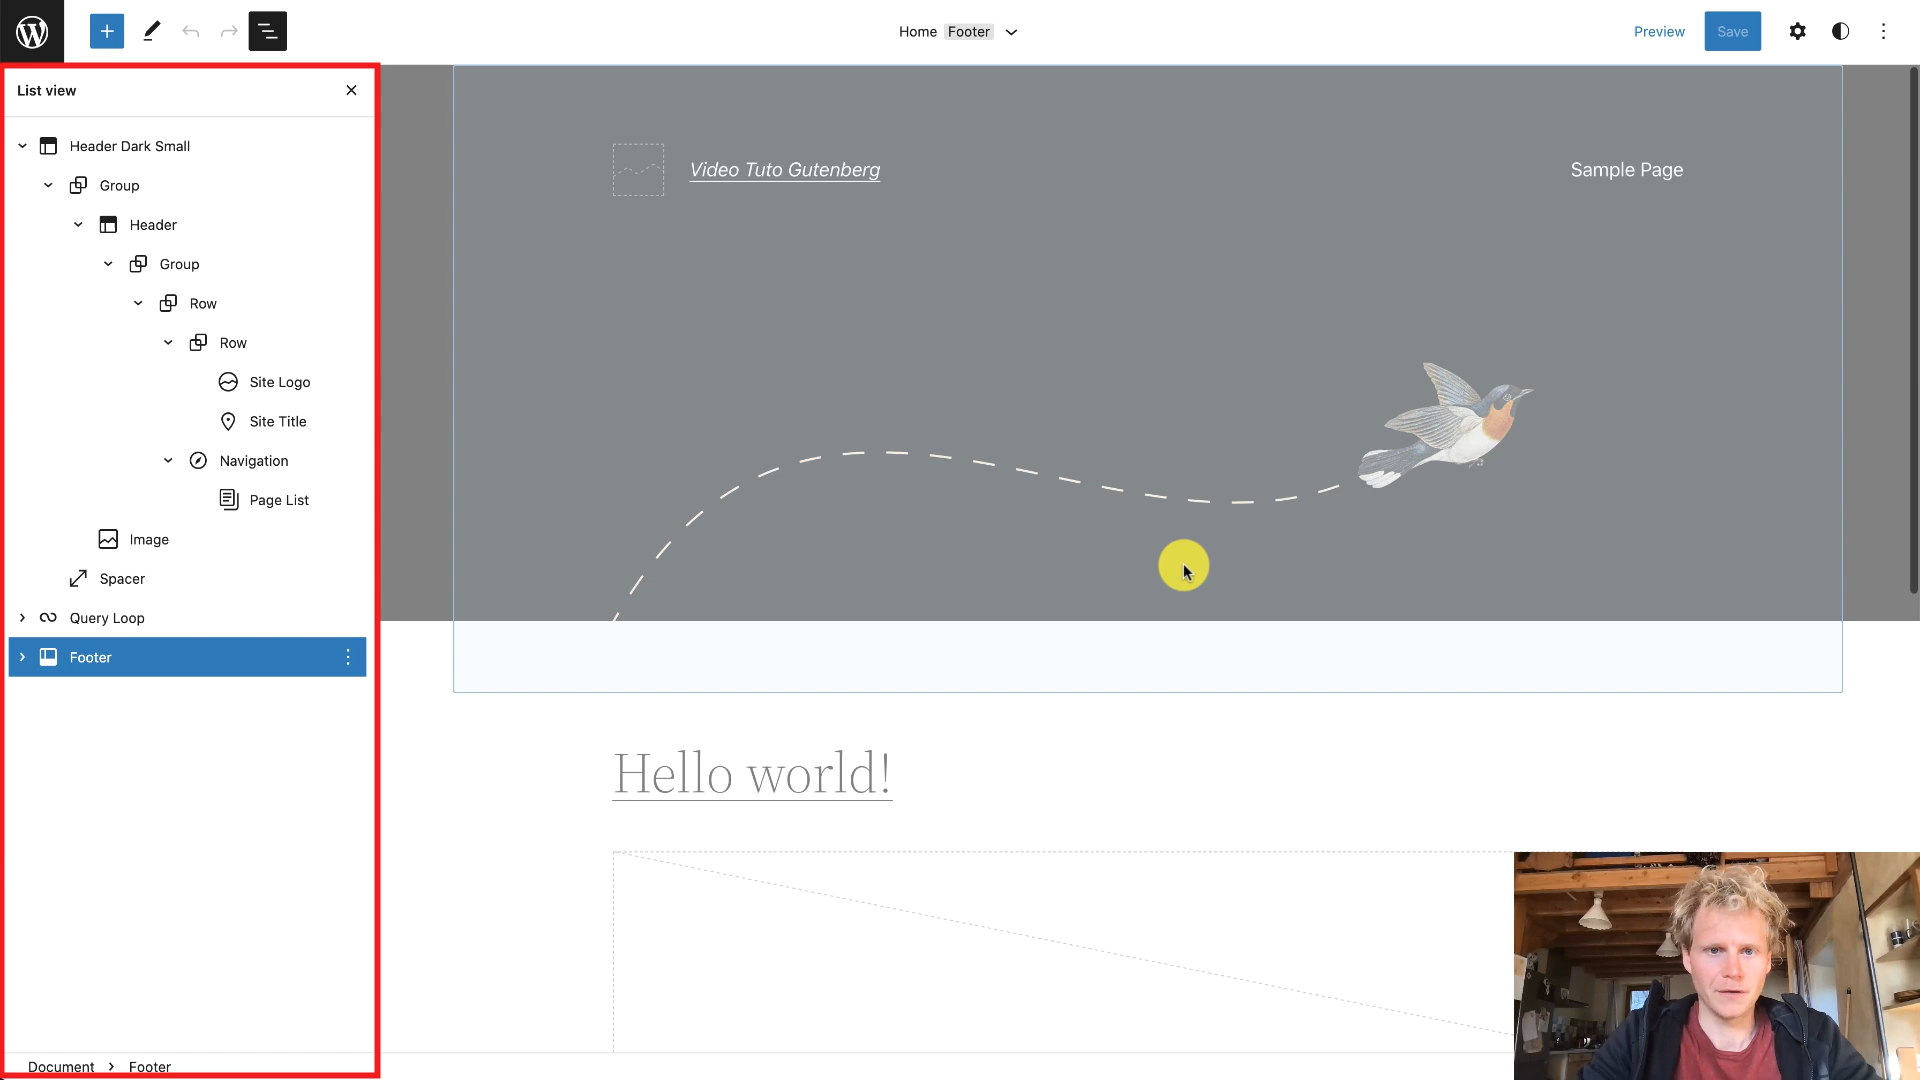 Home Footer
Preview
Save
List view
Header Dark Small
Group
Header
Group
Row
Row
Site Logo
Site Title
Navigation
Page List
Image
Spacer
Query Loop
Footer
Document
Footer
Video Tuto Gutenberg
Sample Page
Hello world!